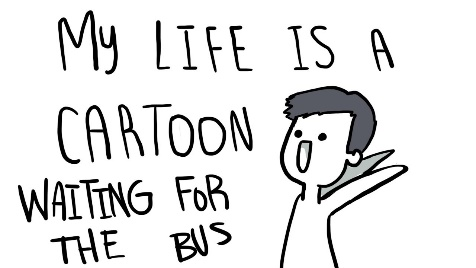 My LIFE IS A
CARTOON
WAITING FOR
THE BUS